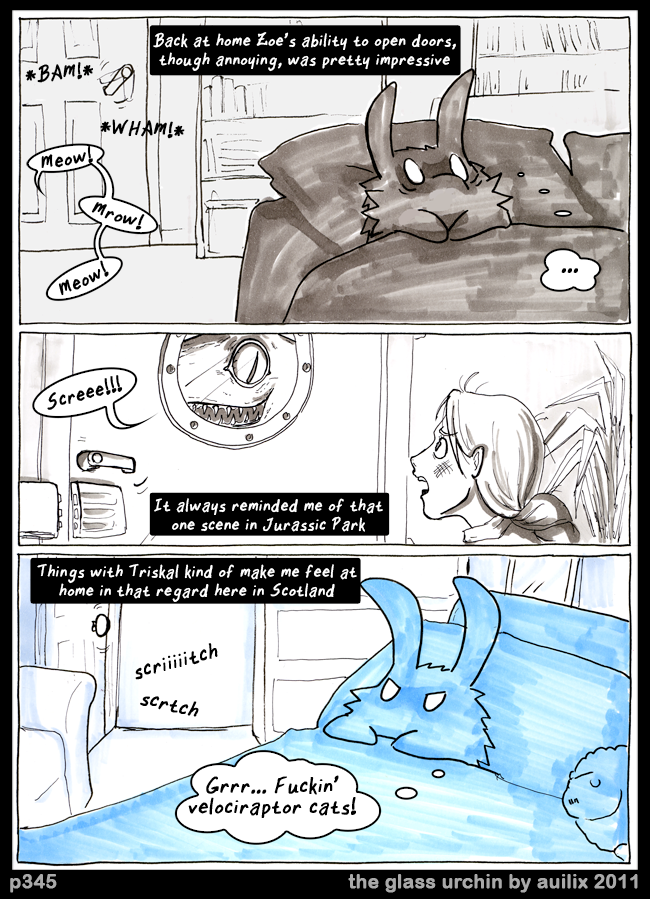 Back at home Zoe's ability to open doors,
though annoying, was pretty impressive
*BAM!*
*WHAM!*
Meow!
Mrow!
Meow!
...
Screee!!!
It always reminded me of that
one scene in Jurassic Park
Things with Triskal kind of make me feel at
home in that regard here in Scotland
scriiiiitch
scrtch
Grrr... Fuckin'
velociraptor cats!
p345
the glass urchin by auilix 2011